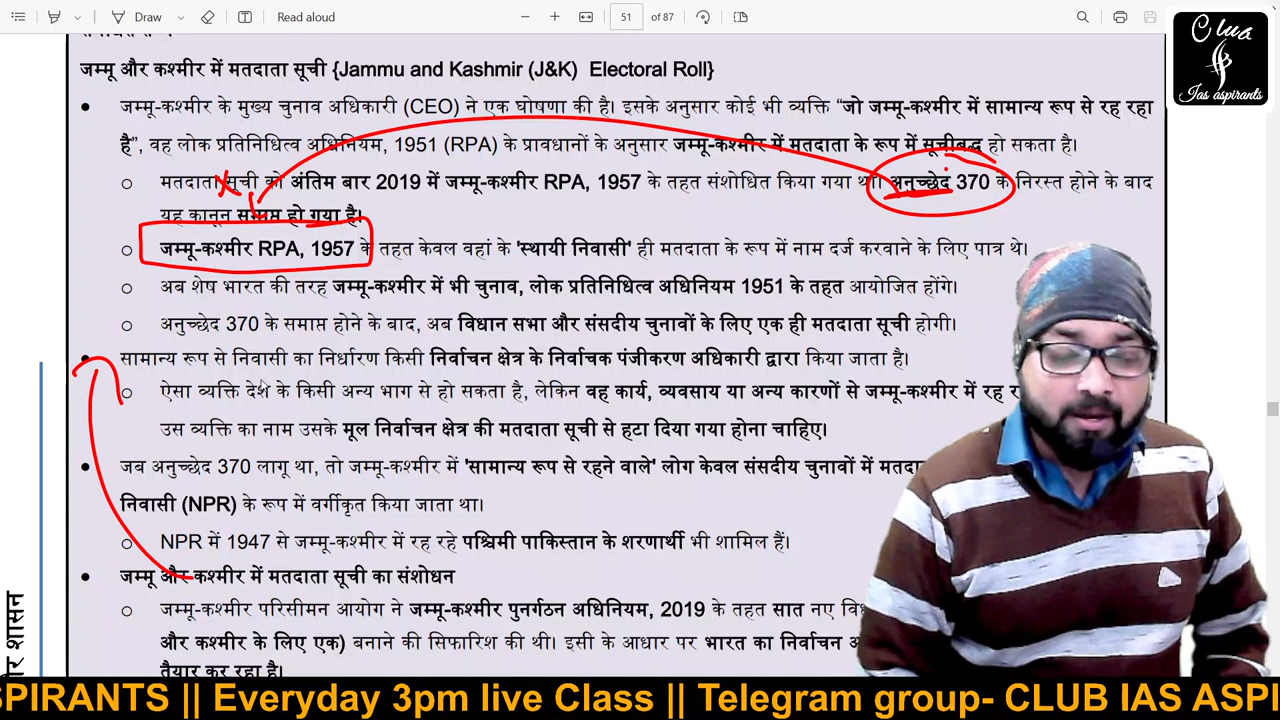 Draw
Read aloud
51
of 87
Club
Ias aspirants
जम्मू और कश्मीर में मतदाता सूची {Jammu and Kashmir (J&K) Electoral Roll}
• जम्मू-कश्मीर के मुख्य चुनाव अधिकारी (CEO) ने एक घोषणा की है। इसके अनुसार कोई भी व्यक्ति “जो जम्मू-कश्मीर में सामान्य रूप से रह रहा
है”, वह लोक प्रतिनिधित्व अधिनियम, 1951 (RPA) के प्रावधानों के अनुसार जम्मू-कश्मीर में मतदाता के रूप में सूचीबद्ध हो सकता है।
o मतदाता सूची को अंतिम बार 2019 में जम्मू-कश्मीर RPA, 1957 के तहत संशोधित किया गया था। अनुच्छेद 370 के निरस्त होने के बाद
यह कानून समाप्त हो गया है।
o जम्मू-कश्मीर RPA, 1957 के तहत केवल वहां के 'स्थायी निवासी' ही मतदाता के रूप में नाम दर्ज करवाने के लिए पात्र थे।
o अब शेष भारत की तरह जम्मू-कश्मीर में भी चुनाव, लोक प्रतिनिधित्व अधिनियम 1951 के तहत आयोजित होंगे।
o अनुच्छेद 370 के समाप्त होने के बाद, अब विधान सभा और संसदीय चुनावों के लिए एक ही मतदाता सूची होगी।
• सामान्य रूप से निवासी का निर्धारण किसी निर्वाचन क्षेत्र के निर्वाचक पंजीकरण अधिकारी द्वारा किया जाता है।
o ऐसा व्यक्ति देश के किसी अन्य भाग से हो सकता है, लेकिन वह कार्य, व्यवसाय या अन्य कारणों से जम्मू-कश्मीर में रह
उस व्यक्ति का नाम उसके मूल निर्वाचन क्षेत्र की मतदाता सूची से हटा दिया गया होना चाहिए।
• जब अनुच्छेद 370 लागू था, तो जम्मू-कश्मीर में 'सामान्य रूप से रहने वाले' लोग केवल संसदीय चुनावों में
निवासी (NPR) के रूप में वर्गीकृत किया जाता था।
o NPR में 1947 से जम्मू-कश्मीर में रह रहे पश्चिमी पाकिस्तान के शरणार्थी भी शामिल हैं।
• जम्मू और कश्मीर में मतदाता सूची का संशोधन
o जम्मू-कश्मीर परिसीमन आयोग ने जम्मू-कश्मीर पुनर्गठन अधिनियम, 2019 के तहत सात नए
और कश्मीर के लिए एक) बनाने की सिफारिश की थी। इसी के आधार पर भारत का निर्वाचन
तैयार कर रहा है।
शासन
SPIRANTS || Everyday 3pm live Class || Telegram group- CLUB IAS ASPI